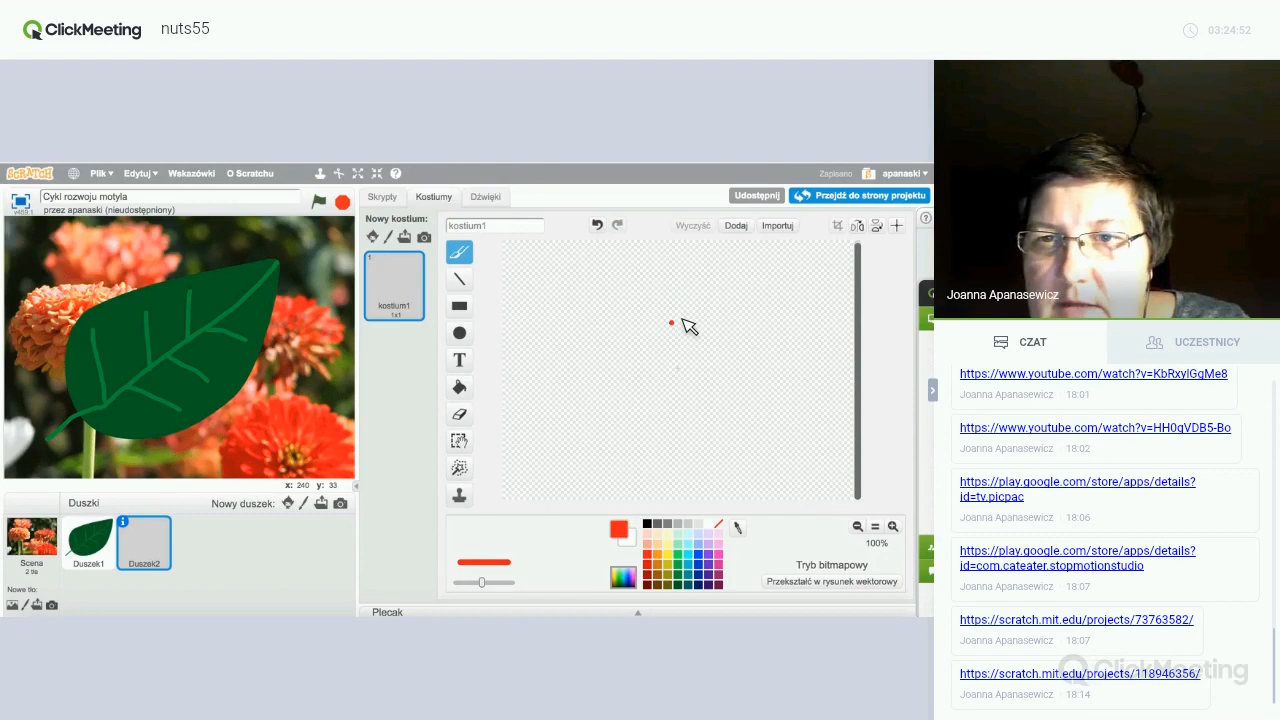 ClickMeeting nuts55
03:24:52
SCRATCH Plik Edytuj Wskazówki O Scratchu
Zapisano apanaski
Cykl rozwoju motyla
przez apanaski (nieudostępniony)
Skrypty Kostiumy Dźwięki
Udostępnij Przejdź do strony projektu
Nowy kostium:
kostium1
Wyczyść Dodaj Importuj
1
kostium1
1x1
T
x: 240 y: 33
Duszki Nowy duszek:
Scena
2 tła
Duszek1
Duszek2
Nowe tło:
100%
Tryb bitmapowy
Przekształć w rysunek wektorowy
Plecak
Joanna Apanasewicz
CZAT UCZESTNICY
https://www.youtube.com/watch?v=KbRxylGgMe8
Joanna Apanasewicz · 18:01
https://www.youtube.com/watch?v=HH0gVDB5-Bo
Joanna Apanasewicz · 18:02
https://play.google.com/store/apps/details?
id=tv.picpac
Joanna Apanasewicz · 18:06
https://play.google.com/store/apps/details?
id=com.cateater.stopmotionstudio
Joanna Apanasewicz · 18:07
https://scratch.mit.edu/projects/73763582/
Joanna Apanasewicz · 18:07
https://scratch.mit.edu/projects/118946356/
Joanna Apanasewicz · 18:14
ClickMeeting